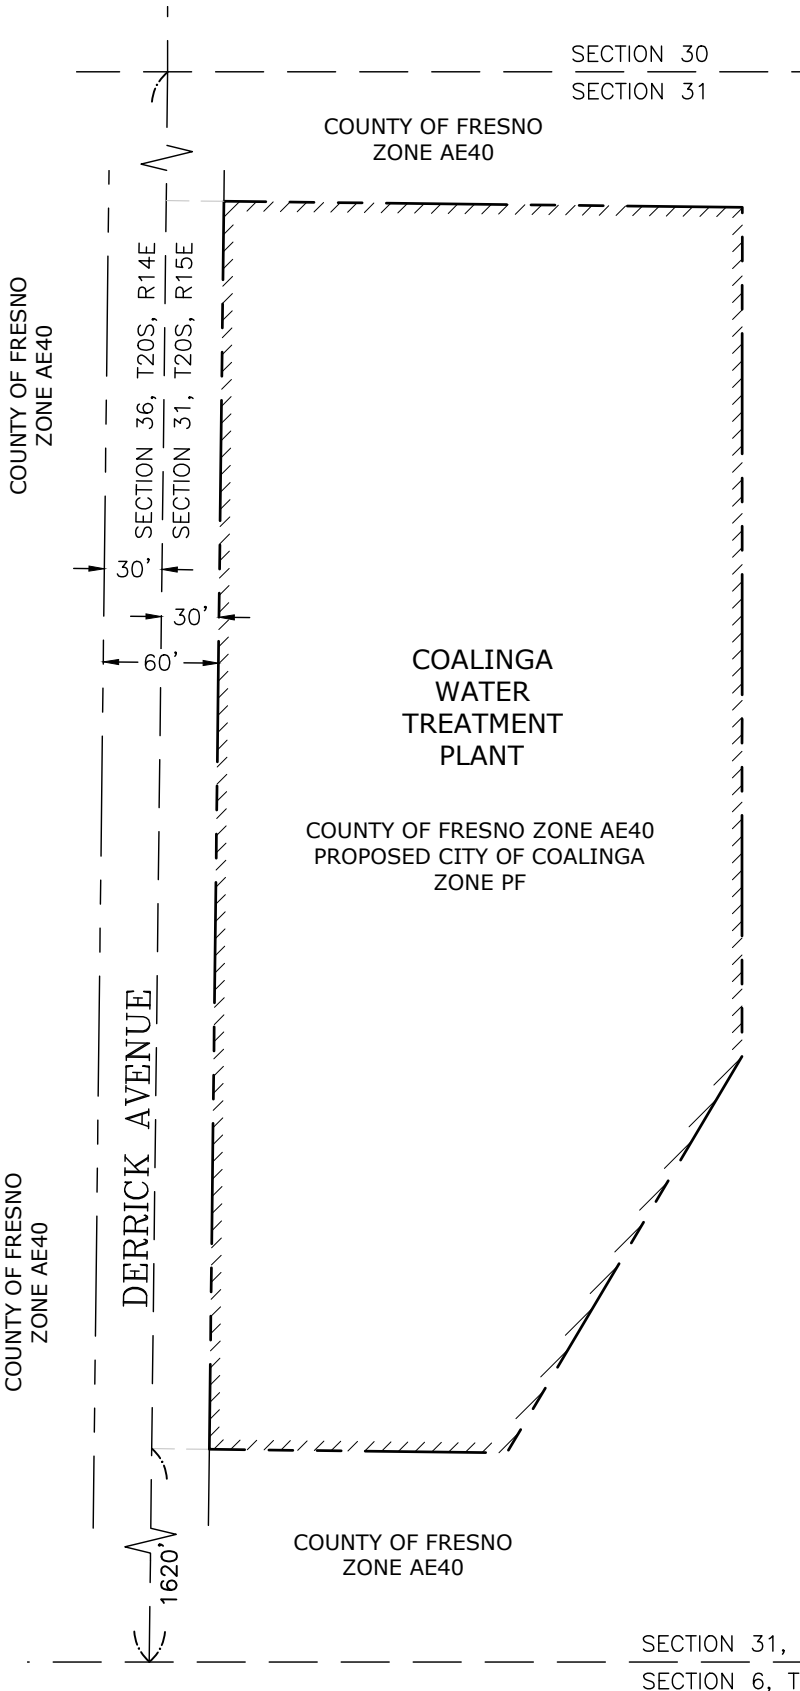 SECTION 30
SECTION 31
COUNTY OF FRESNO
ZONE AE40
COUNTY OF FRESNO
ZONE AE40
SECTION 36, T20S, R14E
SECTION 31, T20S, R15E
30'
30'
60'
COALINGA
WATER
TREATMENT
PLANT
COUNTY OF FRESNO ZONE AE40
PROPOSED CITY OF COALINGA
ZONE PF
DERRICK AVENUE
COUNTY OF FRESNO
ZONE AE40
COUNTY OF FRESNO
ZONE AE40
1620'
SECTION 31,
SECTION 6, T